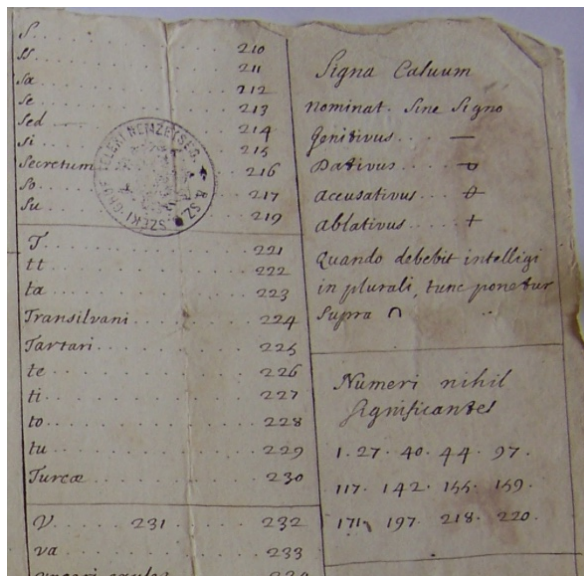 S. . . . 210
ss . . . . 211
sa . . . . 212
se . . . . 213
sed . . . . 214
si . . . . 215
Secretum . . . . 216
so . . . . 217
su . . . . 219
T. . . . 221
tt . . . . 222
ta . . . . 223
Transilvani . . . . 224
Tartari . . . . 225
te . . . . 226
ti . . . . 227
to . . . . 228
tu . . . . 229
Turcæ . . . . 230
V. . . . 231 . . . . 232
va . . . . 233
Signa Casuum
nominat. Sine Signo
Genitivus . . . —
Dativus . . .
accusativus . . .
ablativus . . . +
Quando debebit intelligi
in plurali, tunc ponetur
Supra ∩
Numeri nihil
Significantes
1. 27. 40. 44. 97.
117. 142. 155. 159.
171. 197. 218. 220.
TELEKI NEMZETSÉG